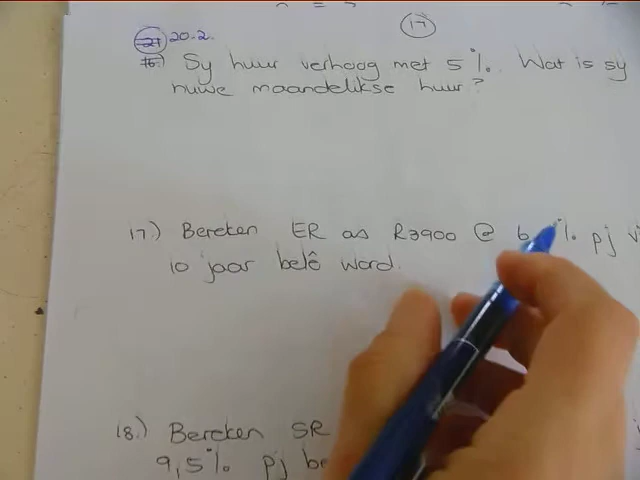 17
21 20.2.
16.) Sy huur verhoog met 5%. Wat is sy
nuwe maandelikse huur?
17.) Bereken ER as R3900 @ 6 % pj
10 jaar belê word.
18.) Bereken SR
9,5% pj